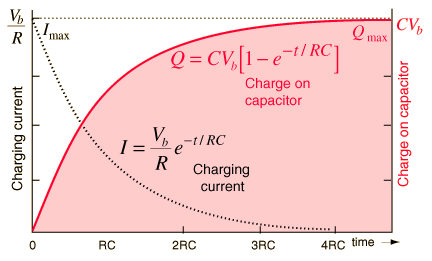 V_b/R
I_max
Q_max
CV_b
Q = CV_b[1 − e^−t/RC]
Charge on
capacitor
I = V_b/R e^−t/RC
Charging
current
Charging current
Charge on capacitor
0 RC 2RC 3RC 4RC time